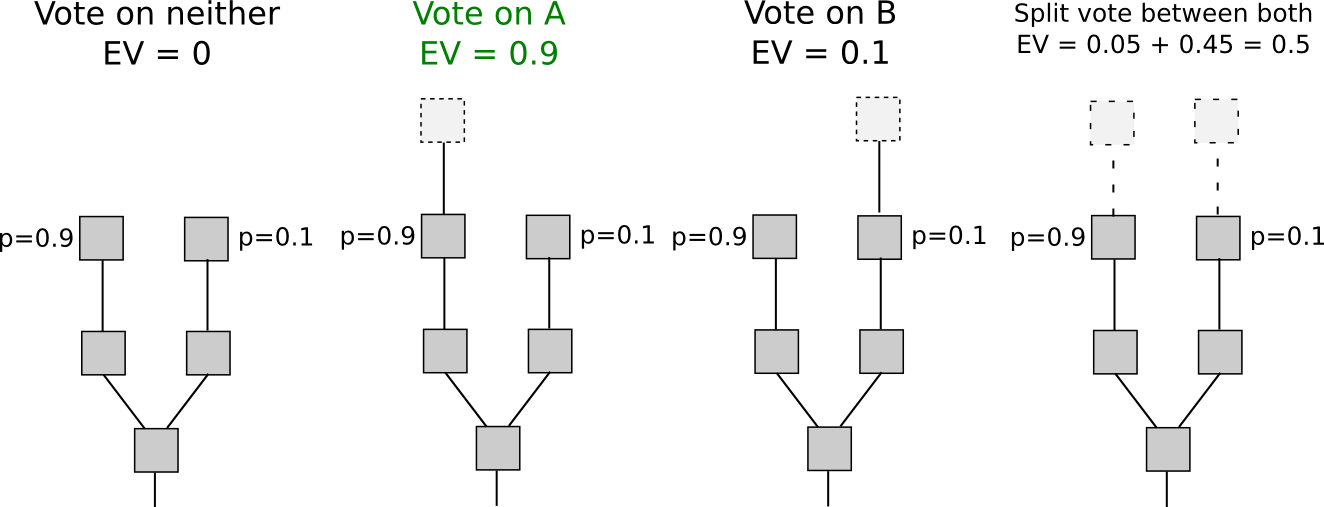 Vote on neither
EV = 0
Vote on A
EV = 0.9
Vote on B
EV = 0.1
Split vote between both
EV = 0.05 + 0.45 = 0.5
p=0.9
p=0.1
p=0.9
p=0.1
p=0.9
p=0.1
p=0.9
p=0.1